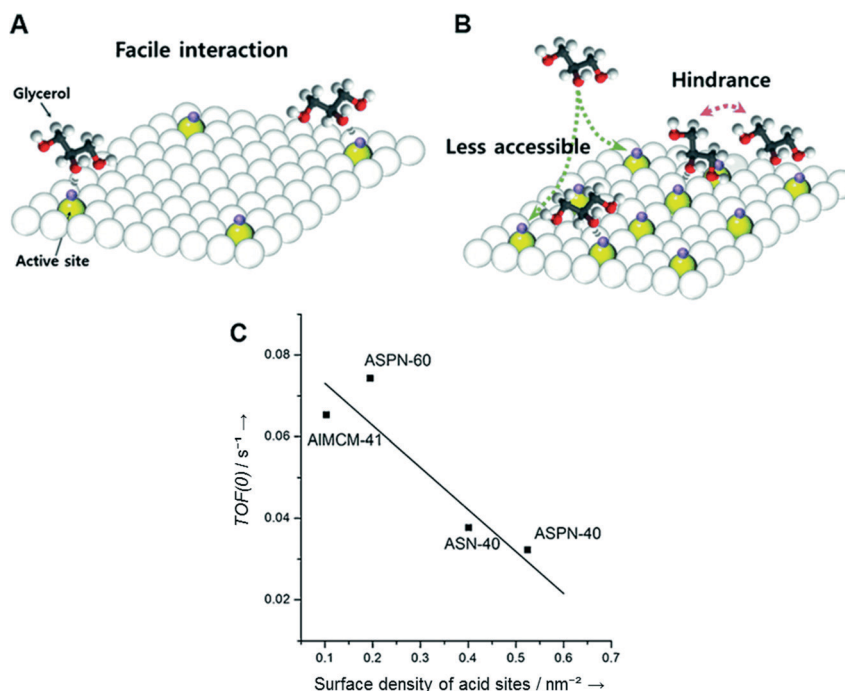 A
Facile interaction
Glycerol
Active site
B
Hindrance
Less accessible
C
TOF(0) / s⁻¹ →
0.08
0.06
0.04
0.02
ASPN-60
AlMCM-41
ASN-40
ASPN-40
0.1 0.2 0.3 0.4 0.5 0.6 0.7
Surface density of acid sites / nm⁻² →